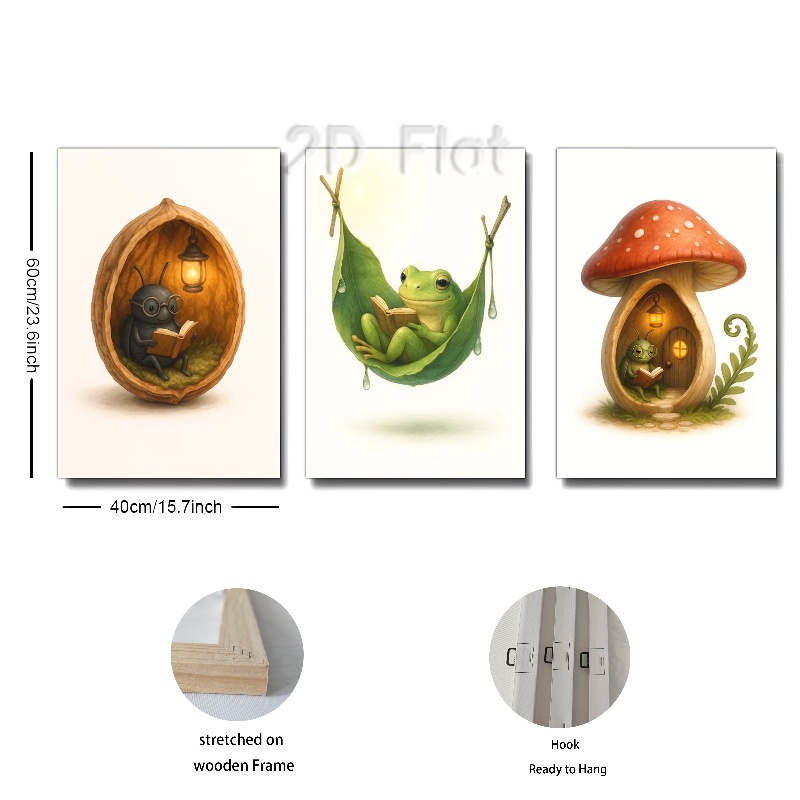 2D Flat
60cm/23.6inch
40cm/15.7inch
stretched on
wooden Frame
Hook
Ready to Hang